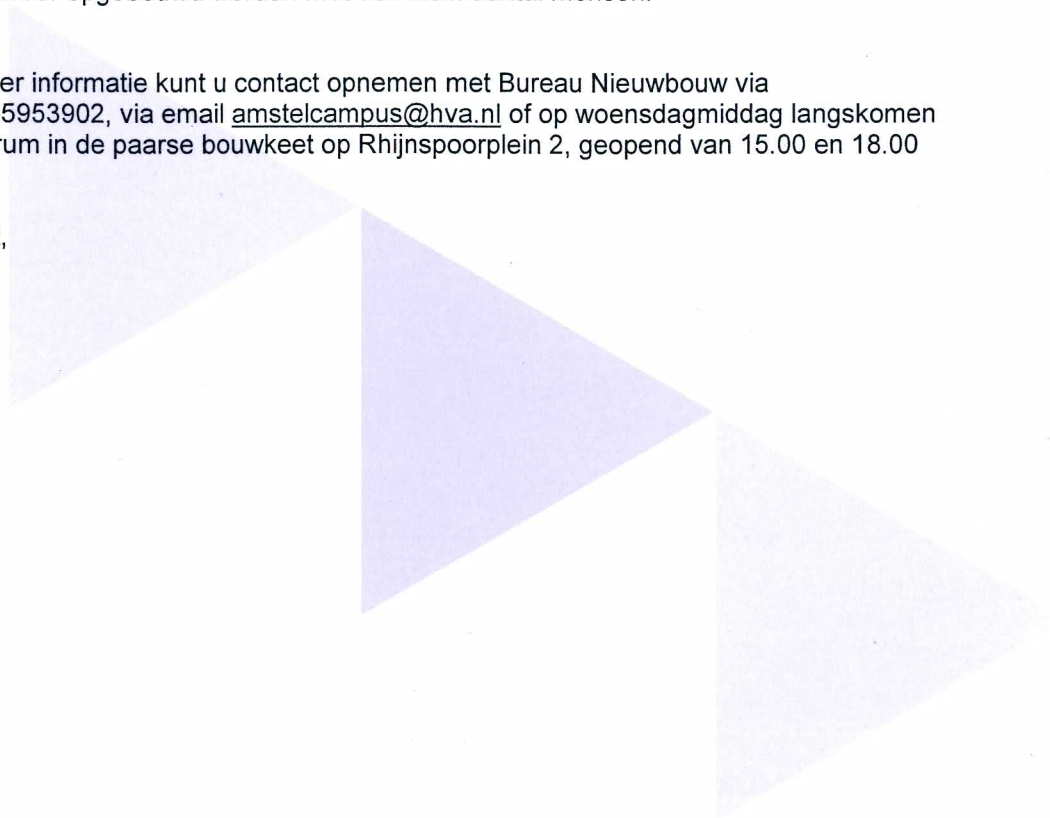 er informatie kunt u contact opnemen met Bureau Nieuwbouw via
5953902, via email amstelcampus@hva.nl of op woensdagmiddag langskomen
rum in de paarse bouwkeet op Rhijnspoorplein 2, geopend van 15.00 en 18.00
,